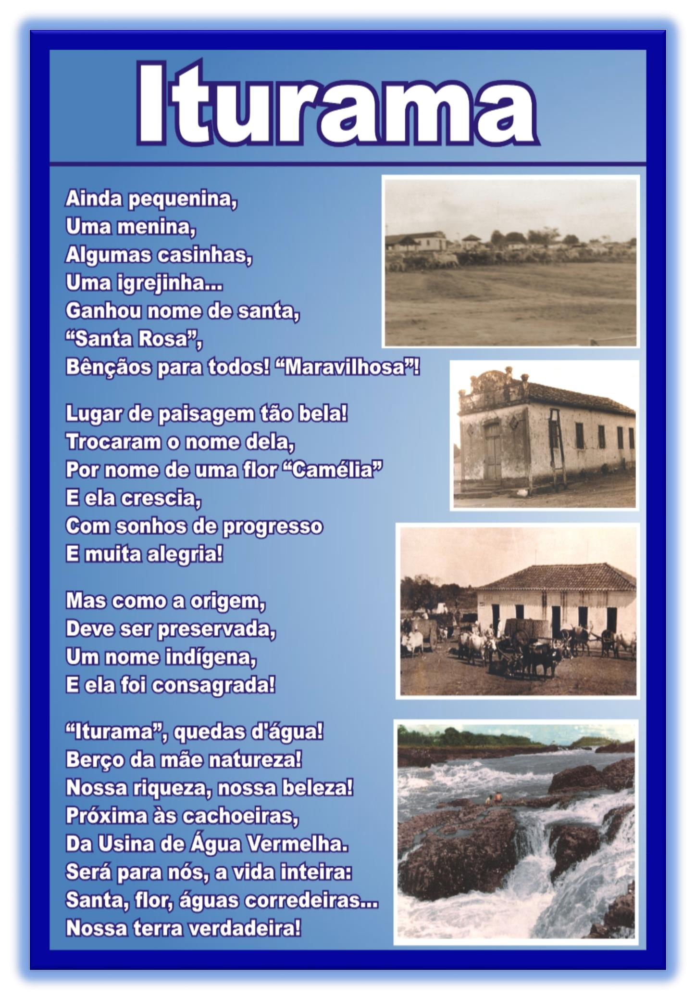 Iturama
Ainda pequenina,
Uma menina,
Algumas casinhas,
Uma igrejinha...
Ganhou nome de santa,
“Santa Rosa”,
Bênçãos para todos! “Maravilhosa”!
Lugar de paisagem tão bela!
Trocaram o nome dela,
Por nome de uma flor “Camélia”
E ela crescia,
Com sonhos de progresso
E muita alegria!
Mas como a origem,
Deve ser preservada,
Um nome indígena,
E ela foi consagrada!
“Iturama”, quedas d'água!
Berço da mãe natureza!
Nossa riqueza, nossa beleza!
Próxima às cachoeiras,
Da Usina de Água Vermelha.
Será para nós, a vida inteira:
Santa, flor, águas corredeiras...
Nossa terra verdadeira!